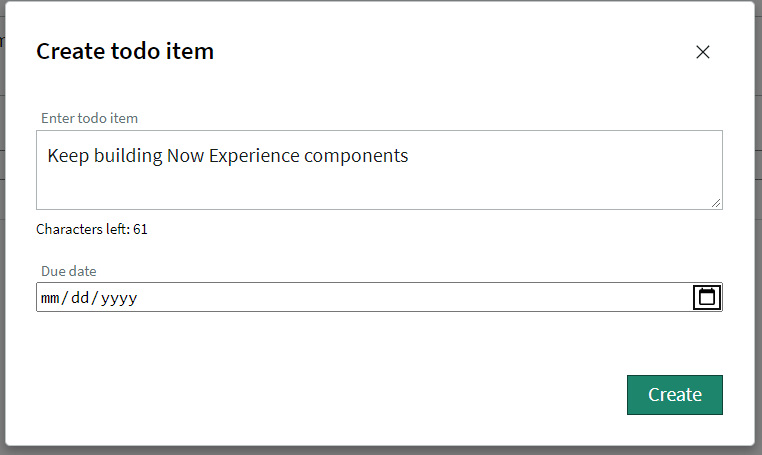 Create todo item
Enter todo item
Keep building Now Experience components
Characters left: 61
Due date
mm/dd/yyyy
Create